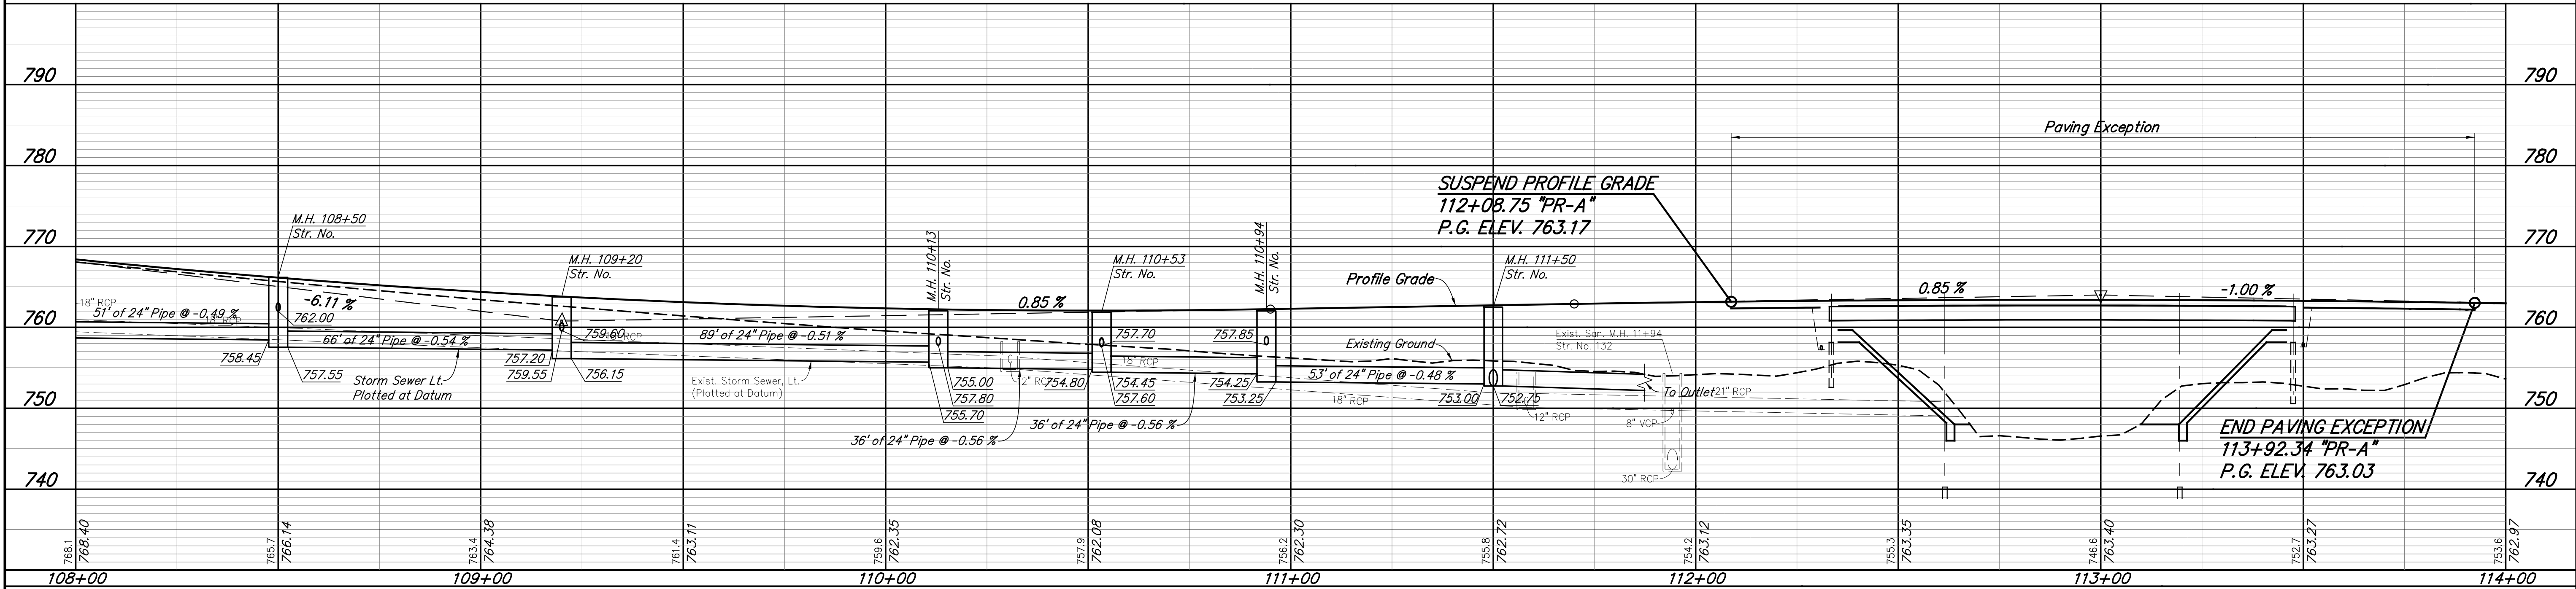 790
790
Paving Exception
780
780
SUSPEND PROFILE GRADE
112+08.75 "PR-A"
P.G. ELEV. 763.17
770
770
M.H. 108+50
Str. No.
M.H. 109+20
Str. No.
M.H. 110+13
Str. No.
M.H. 110+53
Str. No.
M.H. 110+94
Str. No.
M.H. 111+50
Str. No.
Profile Grade
-6.11 %
0.85 %
0.85 %
-1.00 %
18" RCP
51' of 24" Pipe @ -0.49 %
18" RCP
762.00
760
760
66' of 24" Pipe @ -0.54 %
759.60
RCP
89' of 24" Pipe @ -0.51 %
757.70
757.85
Exist. San. M.H. 11+94
Str. No. 132
Existing Ground
758.45
757.20
18" RCP
757.55
759.55
756.15
Storm Sewer Lt.
Plotted at Datum
Exist. Storm Sewer, Lt.
(Plotted at Datum)
12" RCP
755.00
754.80
754.45
754.25
53' of 24" Pipe @ -0.48 %
757.80
757.60
753.25
753.00
752.75
To Outlet
21" RCP
18" RCP
755.70
750
750
12" RCP
8" VCP
36' of 24" Pipe @ -0.56 %
36' of 24" Pipe @ -0.56 %
END PAVING EXCEPTION
113+92.34 "PR-A"
P.G. ELEV. 763.03
30" RCP
740
740
768.1
768.40
765.7
766.14
763.4
764.38
761.4
763.11
759.6
762.35
757.9
762.08
756.2
762.30
755.8
762.72
754.2
763.12
755.3
763.35
746.6
763.40
752.7
763.27
753.6
762.97
108+00
109+00
110+00
111+00
112+00
113+00
114+00